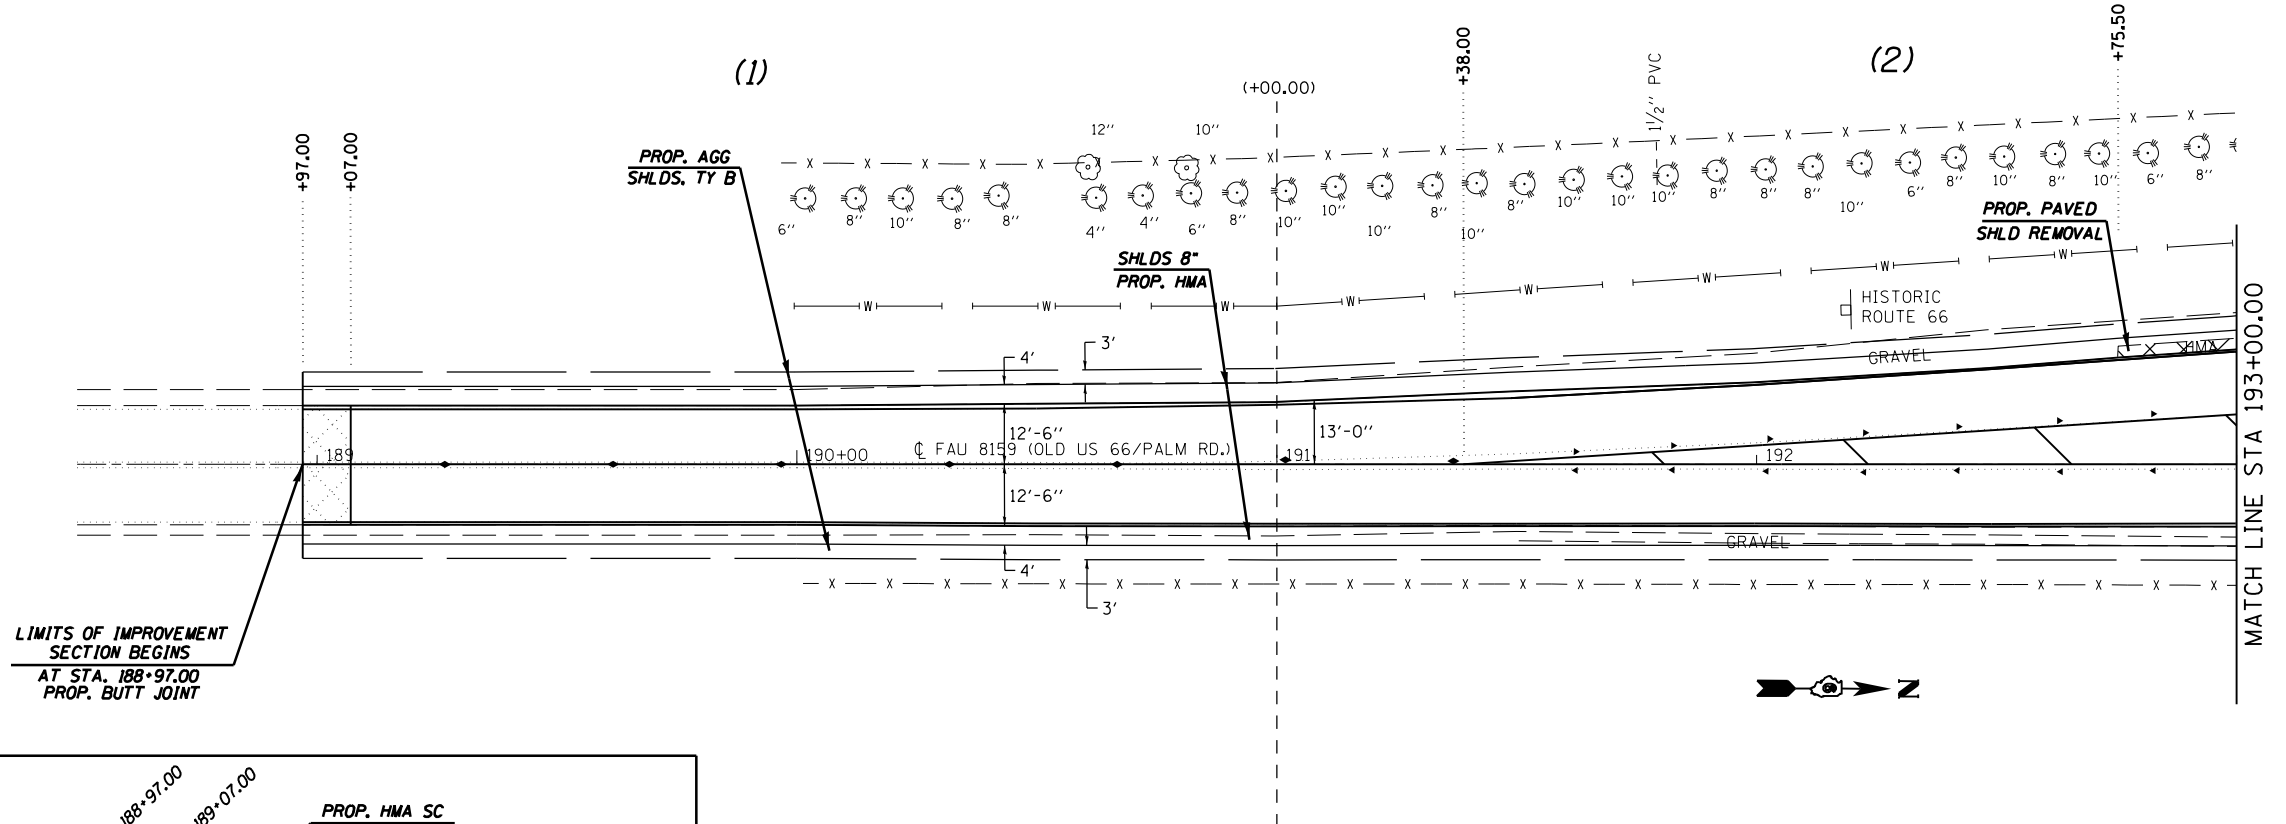 (1)
(2)
+97.00
+07.00
(+00.00)
+38.00
1 1/2" PVC
+75.50
PROP. AGG
SHLDS. TY B
12"
10"
6"
8"
10"
8"
8"
4"
4"
6"
8"
10"
10"
10"
8"
10"
8"
10"
10"
10"
8"
8"
8"
10"
6"
8"
10"
8"
10"
6"
8"
PROP. PAVED
SHLD REMOVAL
SHLDS 8"
PROP. HMA
W W W W W W W W
HISTORIC
ROUTE 66
4'
3'
GRAVEL
HMA
12'-6"
13'-0"
189
190+00
℄ FAU 8159 (OLD US 66/PALM RD.)
191
192
12'-6"
GRAVEL
4'
3'
MATCH LINE STA 193+00.00
LIMITS OF IMPROVEMENT
SECTION BEGINS
AT STA. 188+97.00
PROP. BUTT JOINT
N
188+97.00
189+07.00
PROP. HMA SC